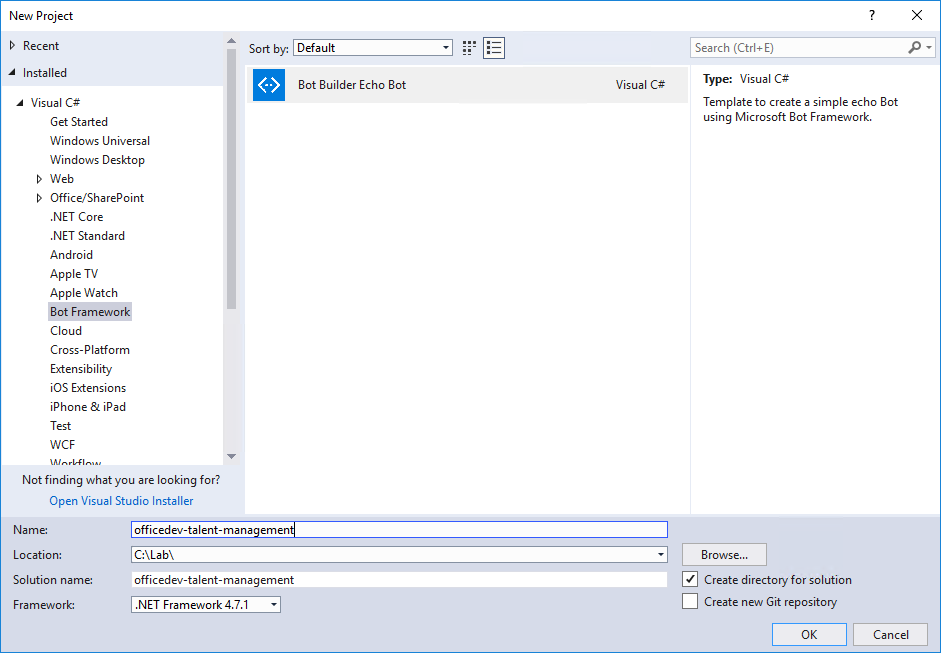 New Project
?
Recent
Installed
Visual C#
Get Started
Windows Universal
Windows Desktop
Web
Office/SharePoint
.NET Core
.NET Standard
Android
Apple TV
Apple Watch
Bot Framework
Cloud
Cross-Platform
Extensibility
iOS Extensions
iPhone & iPad
Test
WCF
Workflow
Not finding what you are looking for?
Open Visual Studio Installer
Sort by: Default
Bot Builder Echo Bot Visual C#
Search (Ctrl+E)
Type: Visual C#
Template to create a simple echo Bot
using Microsoft Bot Framework.
Name: officedev-talent-management
Location: C:\Lab\ Browse...
Solution name: officedev-talent-management Create directory for solution
Framework: .NET Framework 4.7.1 Create new Git repository
OK Cancel